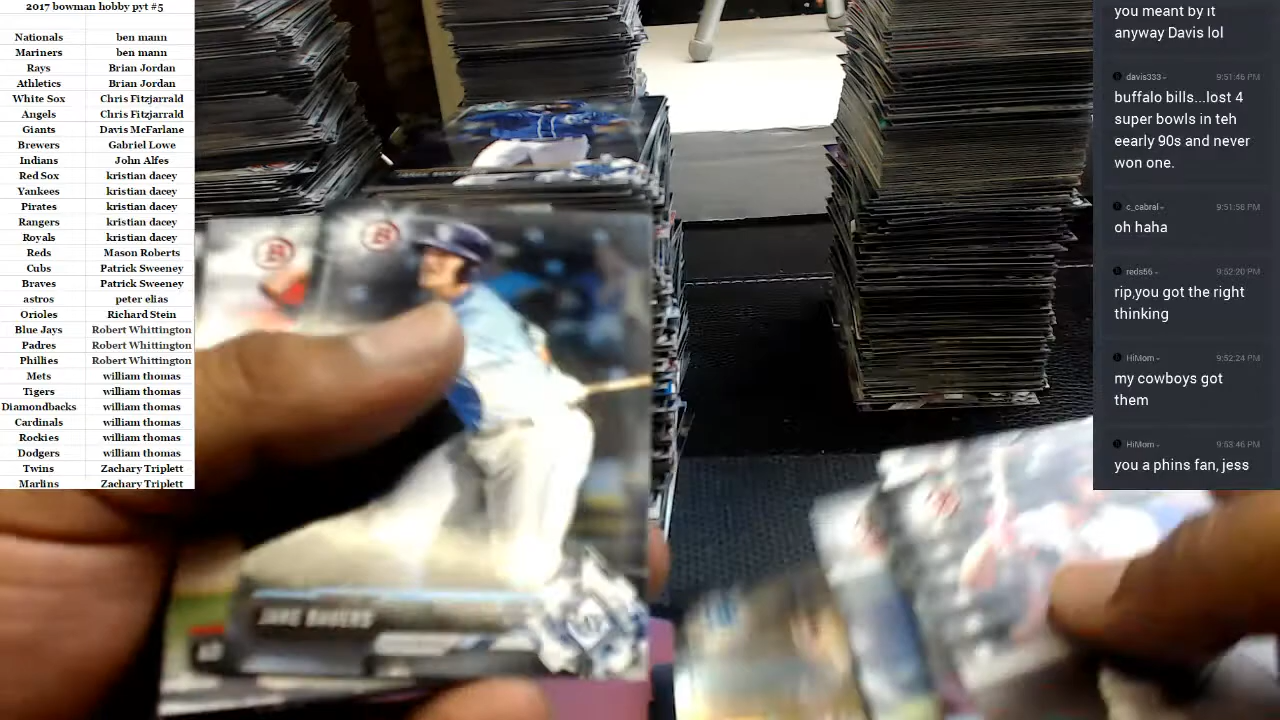 2017 bowman hobby pyt #5
Nationals ben mann
Mariners ben mann
Rays Brian Jordan
Athletics Brian Jordan
White Sox Chris Fitzjarrald
Angels Chris Fitzjarrald
Giants Davis McFarlane
Brewers Gabriel Lowe
Indians John Alfes
Red Sox kristian dacey
Yankees kristian dacey
Pirates kristian dacey
Rangers kristian dacey
Royals kristian dacey
Reds Mason Roberts
Cubs Patrick Sweeney
Braves Patrick Sweeney
astros peter elias
Orioles Richard Stein
Blue Jays Robert Whittington
Padres Robert Whittington
Phillies Robert Whittington
Mets william thomas
Tigers william thomas
Diamondbacks william thomas
Cardinals william thomas
Rockies william thomas
Dodgers william thomas
Twins Zachary Triplett
Marlins Zachary Triplett
B
B
JAKE BAUERS
you meant by it
anyway Davis lol
davis333 - 9:51:46 PM
buffalo bills...lost 4
super bowls in teh
eearly 90s and never
won one.
c_cabral - 9:51:58 PM
oh haha
reds56 - 9:52:20 PM
rip,you got the right
thinking
HiMom - 9:52:24 PM
my cowboys got
them
HiMom - 9:53:46 PM
you a phins fan, jess